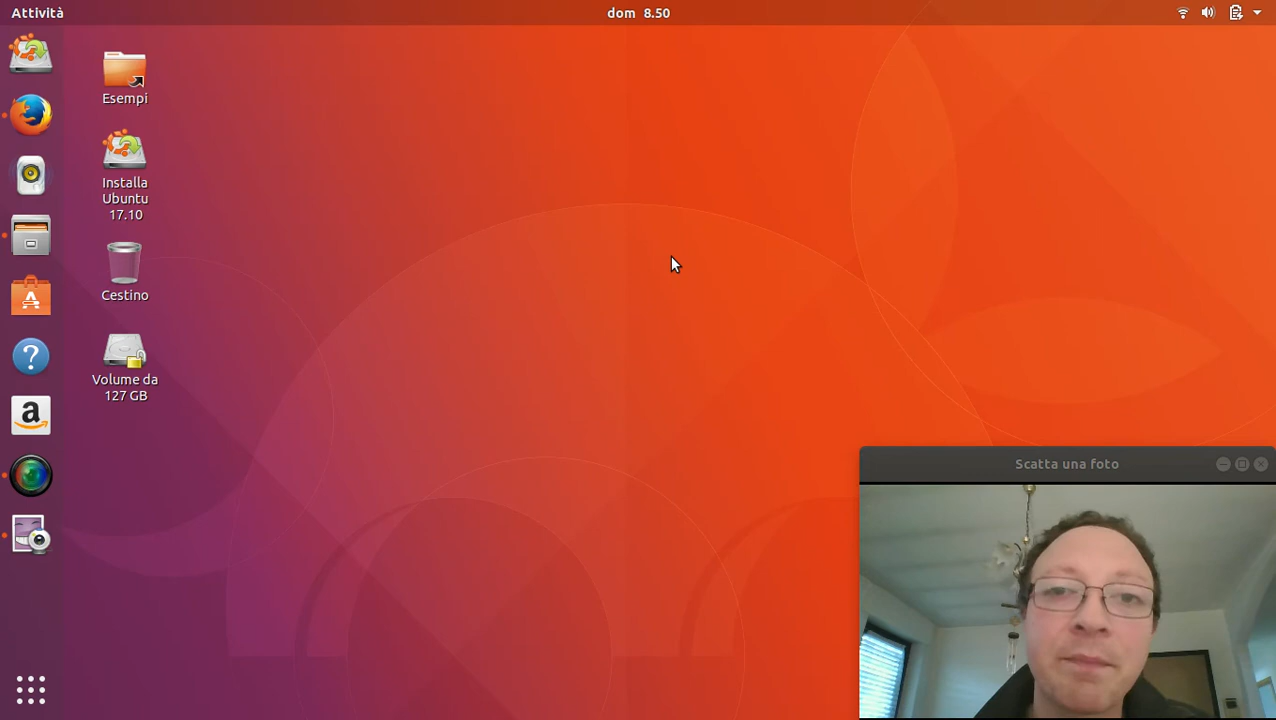 Attività
dom 8.50
Esempi
Installa
Ubuntu
17.10
Cestino
Volume da
127 GB
Scatta una foto